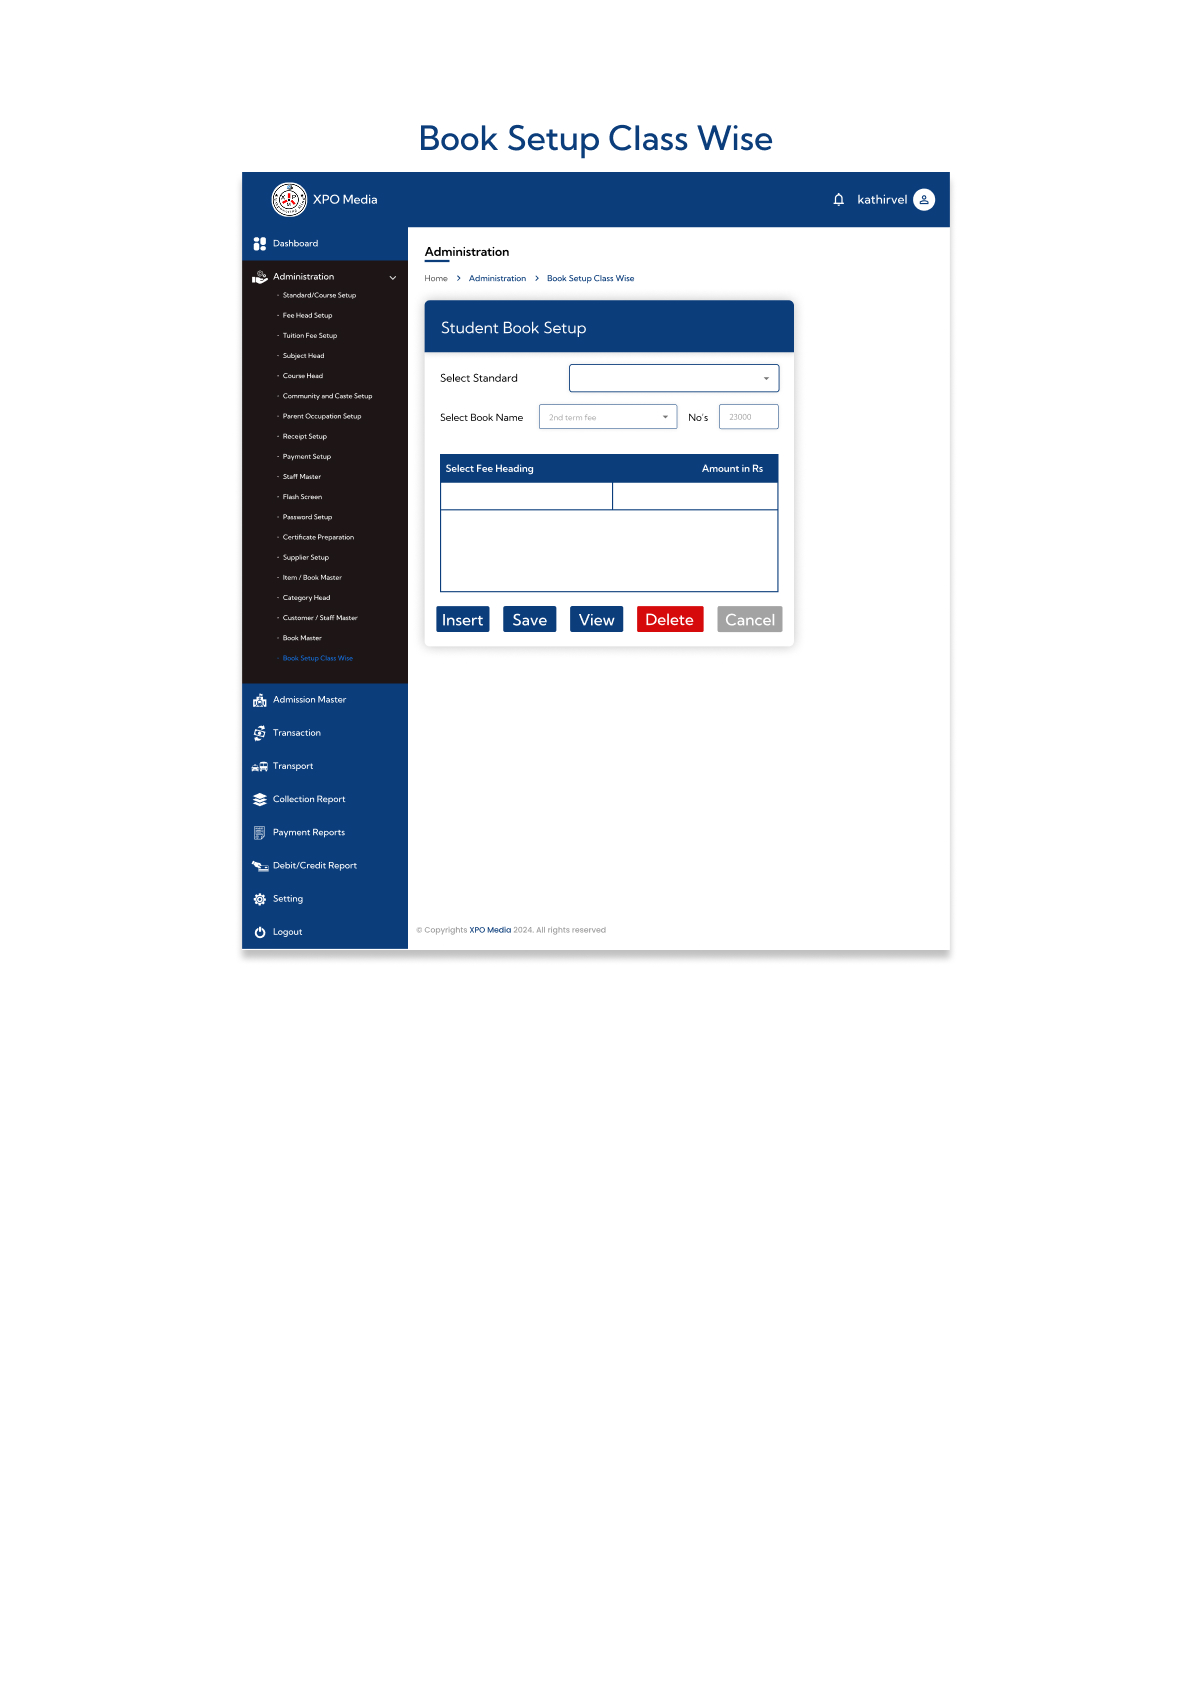 Book Setup Class Wise
XPO Media
kathirvel
Dashboard
Administration
- Standard/Course Setup
- Fee Head Setup
- Tuition Fee Setup
- Subject Head
- Course Head
- Community and Caste Setup
- Parent Occupation Setup
- Receipt Setup
- Payment Setup
- Staff Master
- Flash Screen
- Password Setup
- Certificate Preparation
- Supplier Setup
- Item / Book Master
- Category Head
- Customer / Staff Master
- Book Master
- Book Setup Class Wise
Admission Master
Transaction
Transport
Collection Report
Payment Reports
Debit/Credit Report
Setting
Logout
Administration
Home > Administration > Book Setup Class Wise
Student Book Setup
Select Standard
Select Book Name 2nd term fee No's 23000
Select Fee Heading Amount in Rs
Insert Save View Delete Cancel
© Copyrights XPO Media 2024, All rights reserved